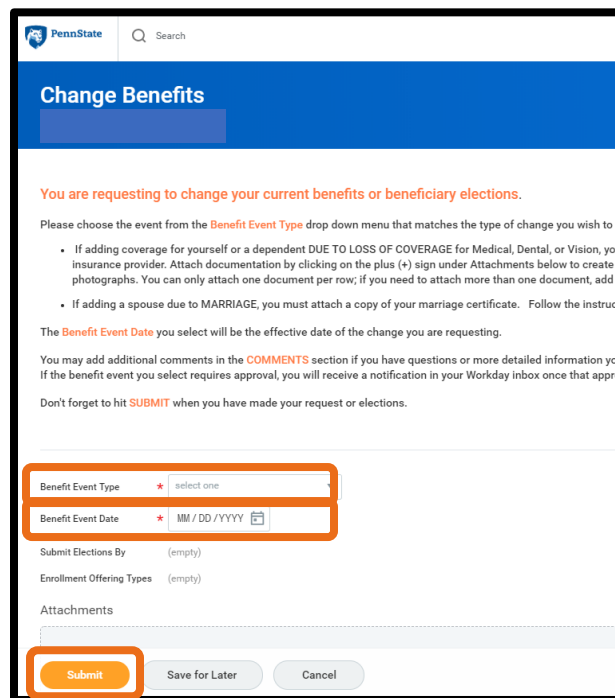 PennState
Search
Change Benefits
You are requesting to change your current benefits or beneficiary elections.
Please choose the event from the Benefit Event Type drop down menu that matches the type of change you wish to
• If adding coverage for yourself or a dependent DUE TO LOSS OF COVERAGE for Medical, Dental, or Vision, yo
insurance provider. Attach documentation by clicking on the plus (+) sign under Attachments below to create
photographs. You can only attach one document per row; if you need to attach more than one document, add
• If adding a spouse due to MARRIAGE, you must attach a copy of your marriage certificate. Follow the instruc
The Benefit Event Date you select will be the effective date of the change you are requesting.
You may add additional comments in the COMMENTS section if you have questions or more detailed information yo
If the benefit event you select requires approval, you will receive a notification in your Workday inbox once that appr
Don't forget to hit SUBMIT when you have made your request or elections.
Benefit Event Type * select one
Benefit Event Date * MM / DD / YYYY
Submit Elections By (empty)
Enrollment Offering Types (empty)
Attachments
Submit Save for Later Cancel